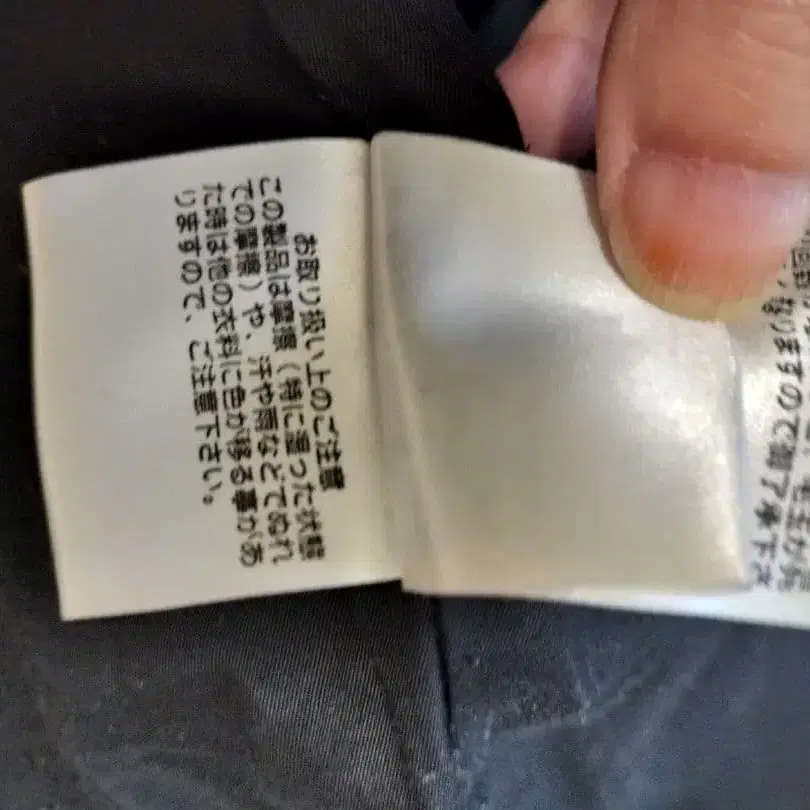 お取り扱い上のご注意
この製品は摩擦（特に湿った状態
での摩擦）や、汗や雨などでぬれ
た時は他の衣料に色が移る事があ
りますので、ご注意下さい。
なりますので御了承下さ